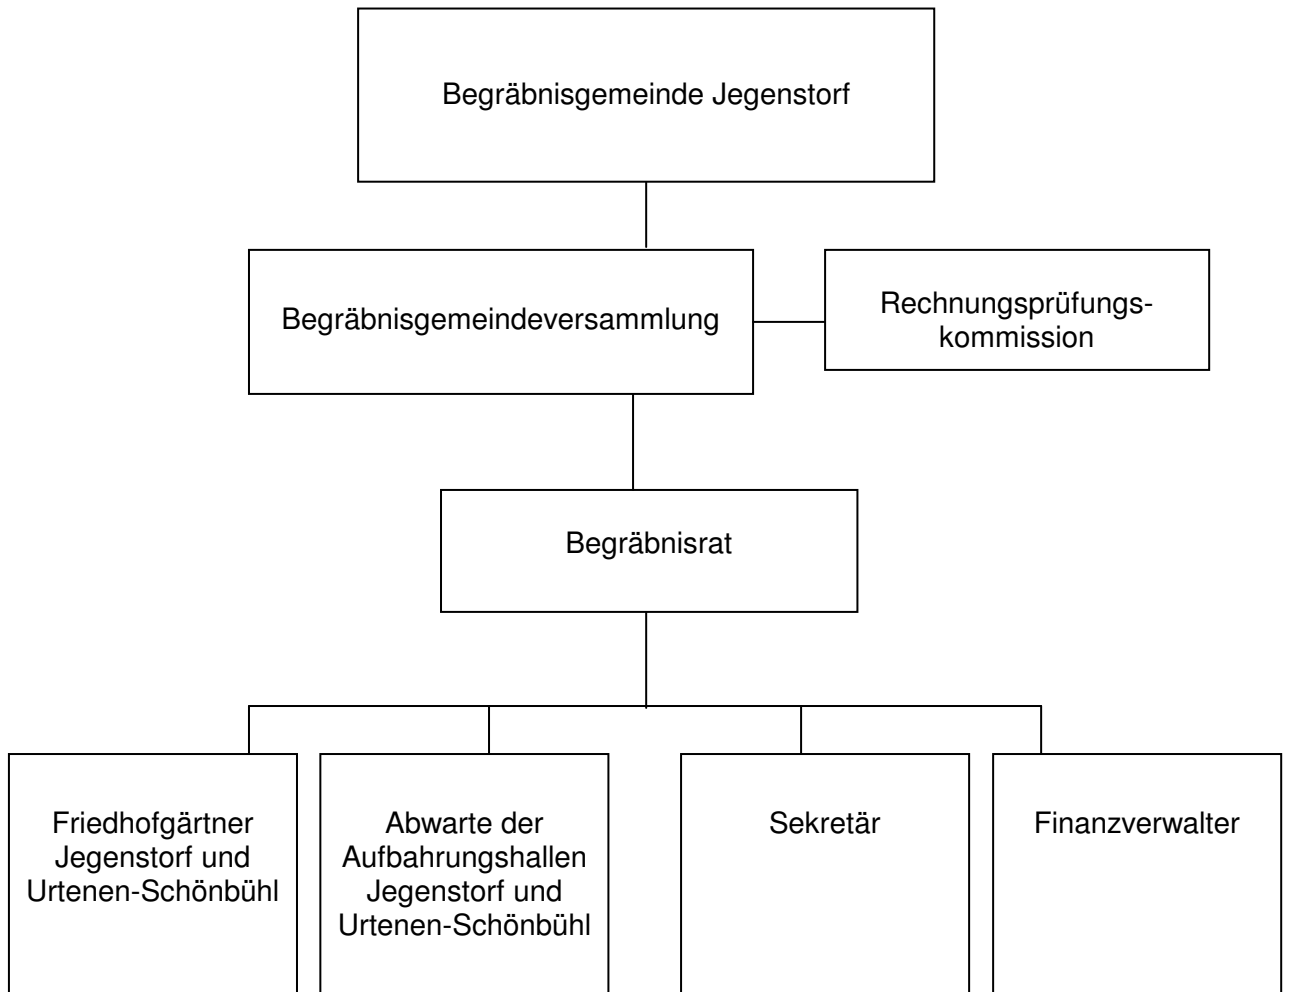 Begräbnisgemeinde Jegenstorf
Begräbnisgemeindeversammlung
Rechnungsprüfungs-
kommission
Begräbnisrat
Friedhofgärtner
Jegenstorf und
Urtenen-Schönbühl
Abwarte der
Aufbahrungshallen
Jegenstorf und
Urtenen-Schönbühl
Sekretär
Finanzverwalter